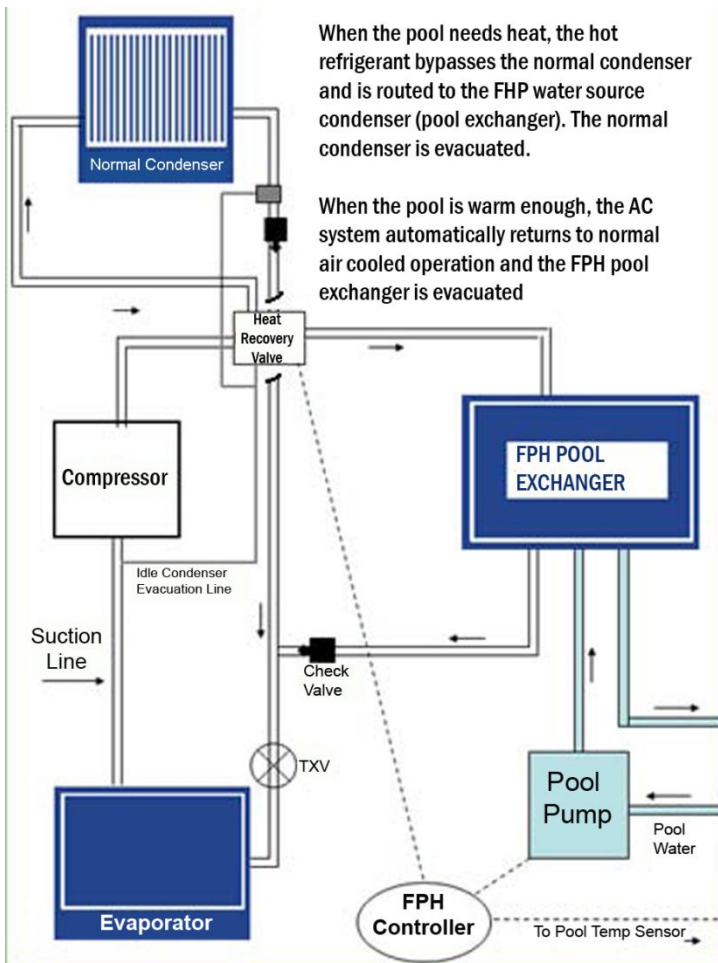 When the pool needs heat, the hot
refrigerant bypasses the normal condenser
and is routed to the FHP water source
condenser (pool exchanger). The normal
condenser is evacuated.
When the pool is warm enough, the AC
system automatically returns to normal
air cooled operation and the FPH pool
exchanger is evacuated
Normal Condenser
Heat
Recovery
Valve
Compressor
FPH POOL
EXCHANGER
Idle Condenser
Evacuation Line
Suction
Line
Check
Valve
TXV
Pool
Pump
Pool
Water
Evaporator
FPH
Controller
To Pool Temp Sensor